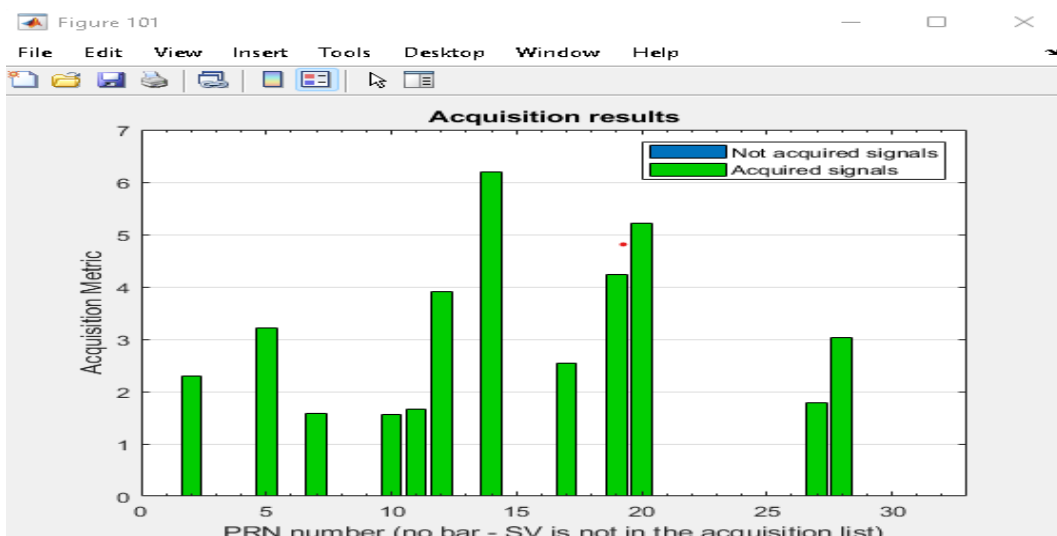 Figure 101
File Edit View Insert Tools Desktop Window Help
Acquisition results
7
Not acquired signals
Acquired signals
6
5
4
3
2
1
0
Acquisition Metric
0 5 10 15 20 25 30
PRN number (no bar - SV is not in the acquisition list)